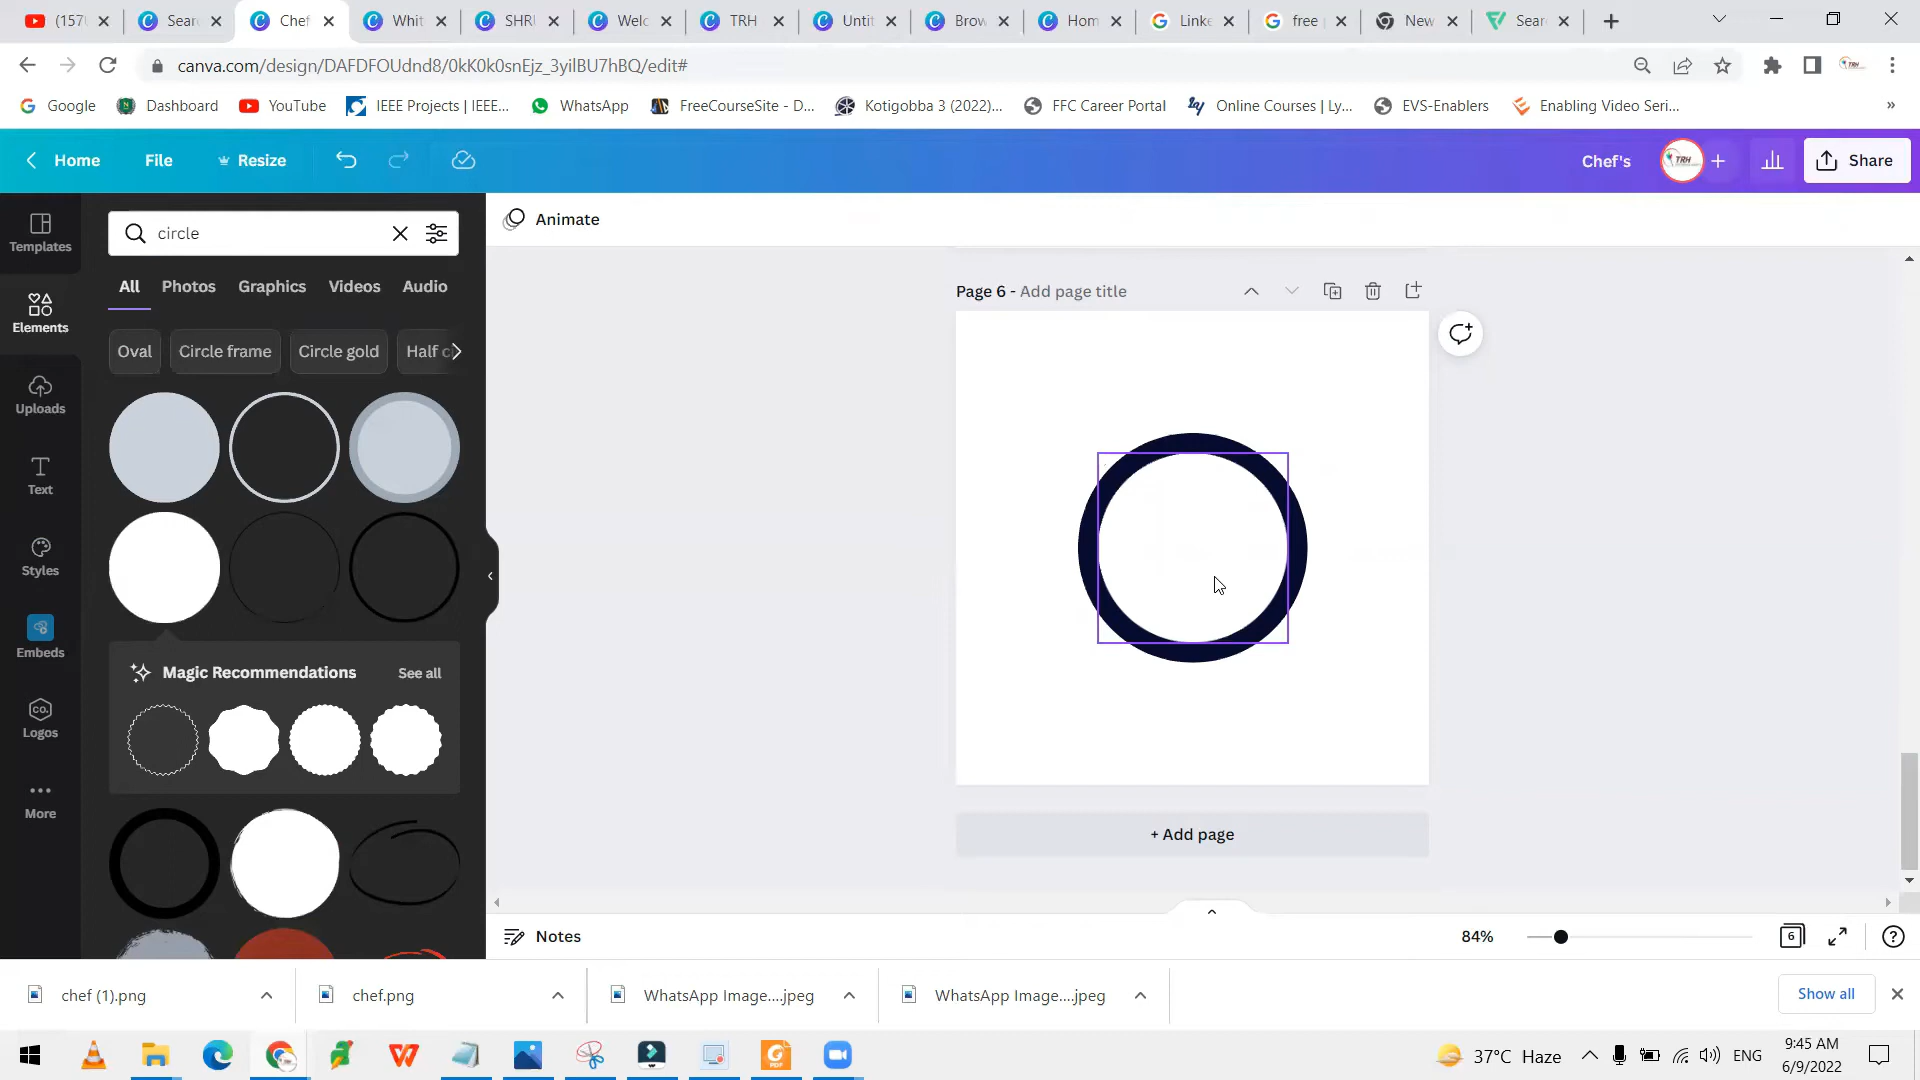 (157
Sear
Chef
Whit
SHRI
Welc
TRH
Untit
Brow
Hom
Linke
free
New
Sear
canva.com/design/DAFDFOUdnd8/0kK0k0snEjz_3yilBU7hBQ/edit#
Google
Dashboard
YouTube
IEEE Projects | IEEE...
WhatsApp
FreeCourseSite - D...
Kotigobba 3 (2022)...
FFC Career Portal
Online Courses | Ly...
EVS-Enablers
Enabling Video Seri...
»
Home
File
Resize
Chef's
TRH
Share
Templates
Elements
Uploads
Text
Styles
Embeds
co.
Logos
More
circle
All
Photos
Graphics
Videos
Audio
Oval
Circle frame
Circle gold
Half c
Magic Recommendations
See all
Animate
Page 6 - Add page title
+ Add page
Notes
84%
6
chef (1).png
chef.png
WhatsApp Image....jpeg
WhatsApp Image....jpeg
Show all
37°C Haze
ENG
9:45 AM
6/9/2022